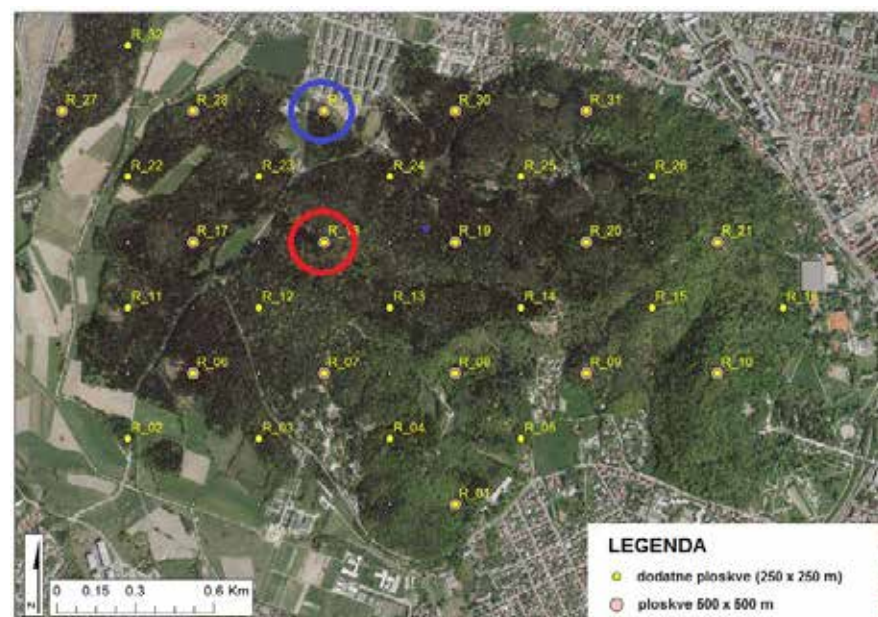 R_32
R_27
R_28
R_30
R_31
R_22
R_23
R_24
R_25
R_26
R_17
R_18
R_19
R_20
R_21
R_11
R_12
R_13
R_14
R_15
R_16
R_06
R_07
R_08
R_09
R_10
R_02
R_03
R_04
R_05
R_01
LEGENDA
dodatne ploskve (250 x 250 m)
ploskve 500 x 500 m
0 0.15 0.3 0.6 Km
N